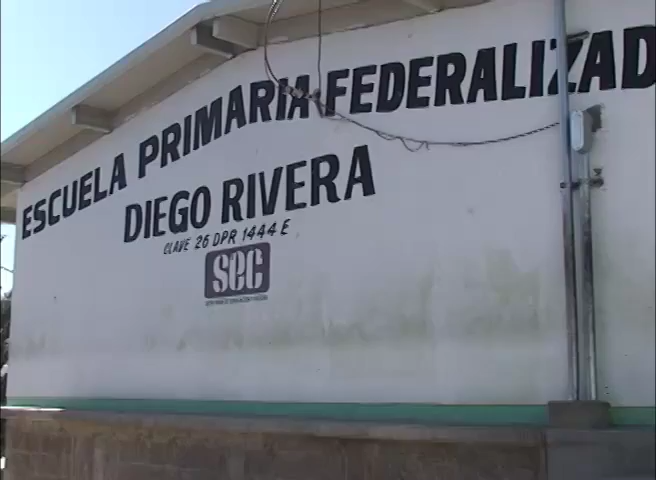 ESCUELA PRIMARIA FEDERALIZAD
DIEGO RIVERA
CLAVE 26 DPR 1444 E
sec